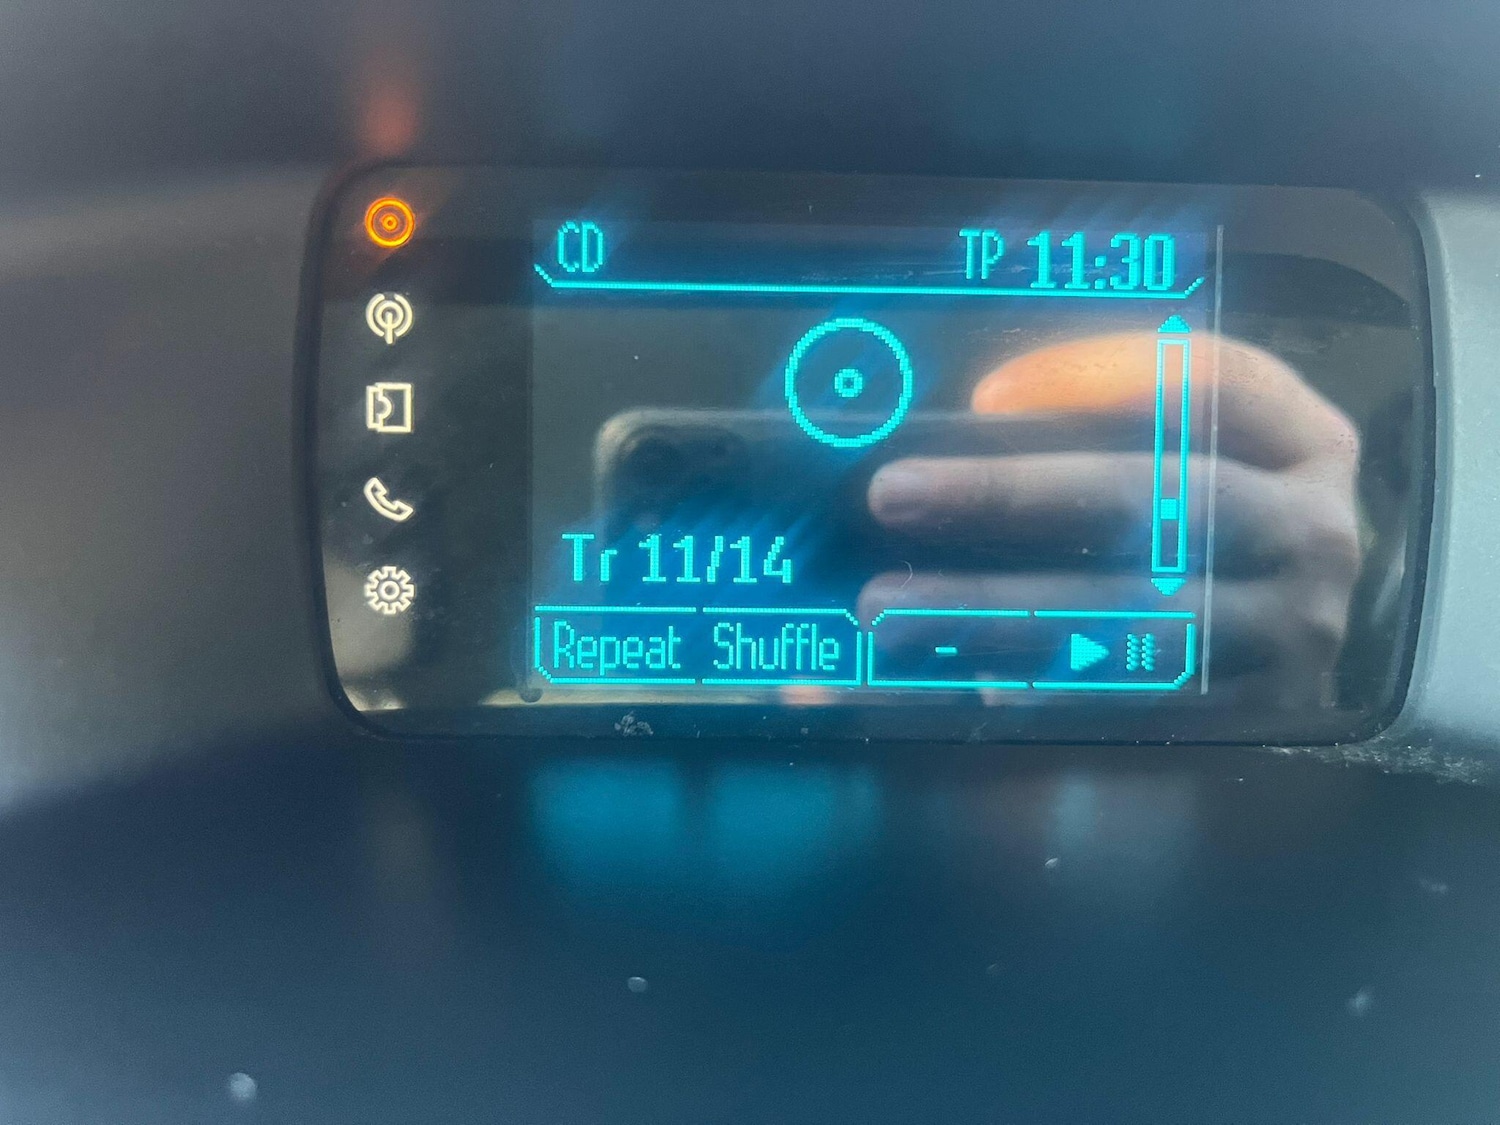 CD TP 11:30
Tr 11/14
Repeat Shuffle -